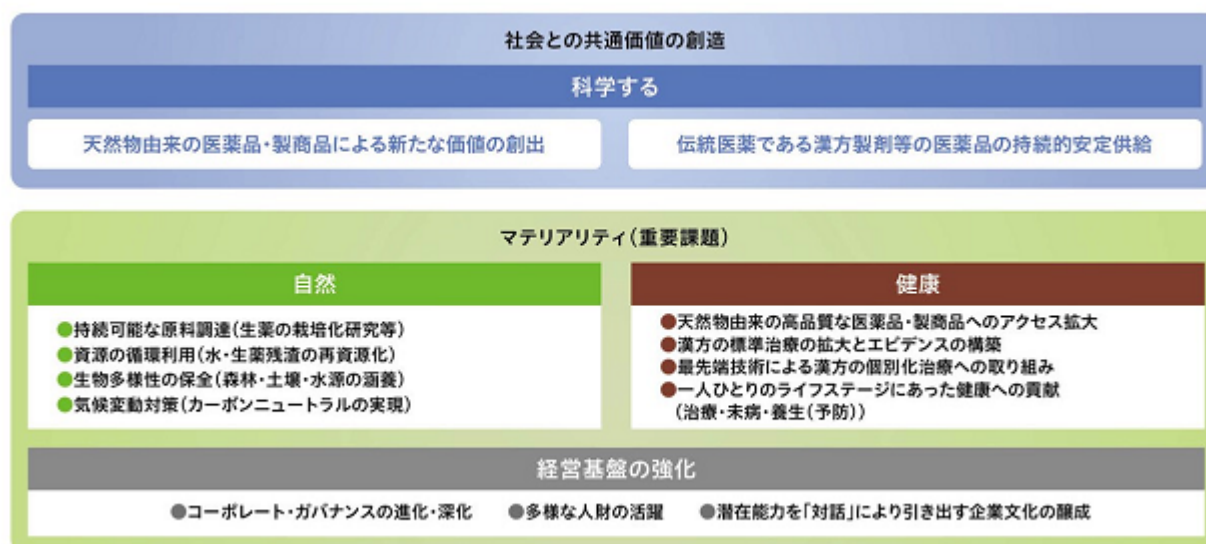 社会との共通価値の創造
科学する
天然物由来の医薬品・製商品による新たな価値の創出
伝統医薬である漢方製剤等の医薬品の持続的安定供給
マテリアリティ(重要課題)
自然
●持続可能な原料調達(生薬の栽培化研究等)
●資源の循環利用(水・生薬残渣の再資源化)
●生物多様性の保全(森林・土壌・水源の涵養)
●気候変動対策(カーボンニュートラルの実現)
健康
●天然物由来の高品質な医薬品・製商品へのアクセス拡大
●漢方の標準治療の拡大とエビデンスの構築
●最先端技術による漢方の個別化治療への取り組み
●一人ひとりのライフステージにあった健康への貢献
(治療・未病・養生(予防))
経営基盤の強化
●コーポレート・ガバナンスの進化・深化 ●多様な人財の活躍 ●潜在能力を「対話」により引き出す企業文化の醸成